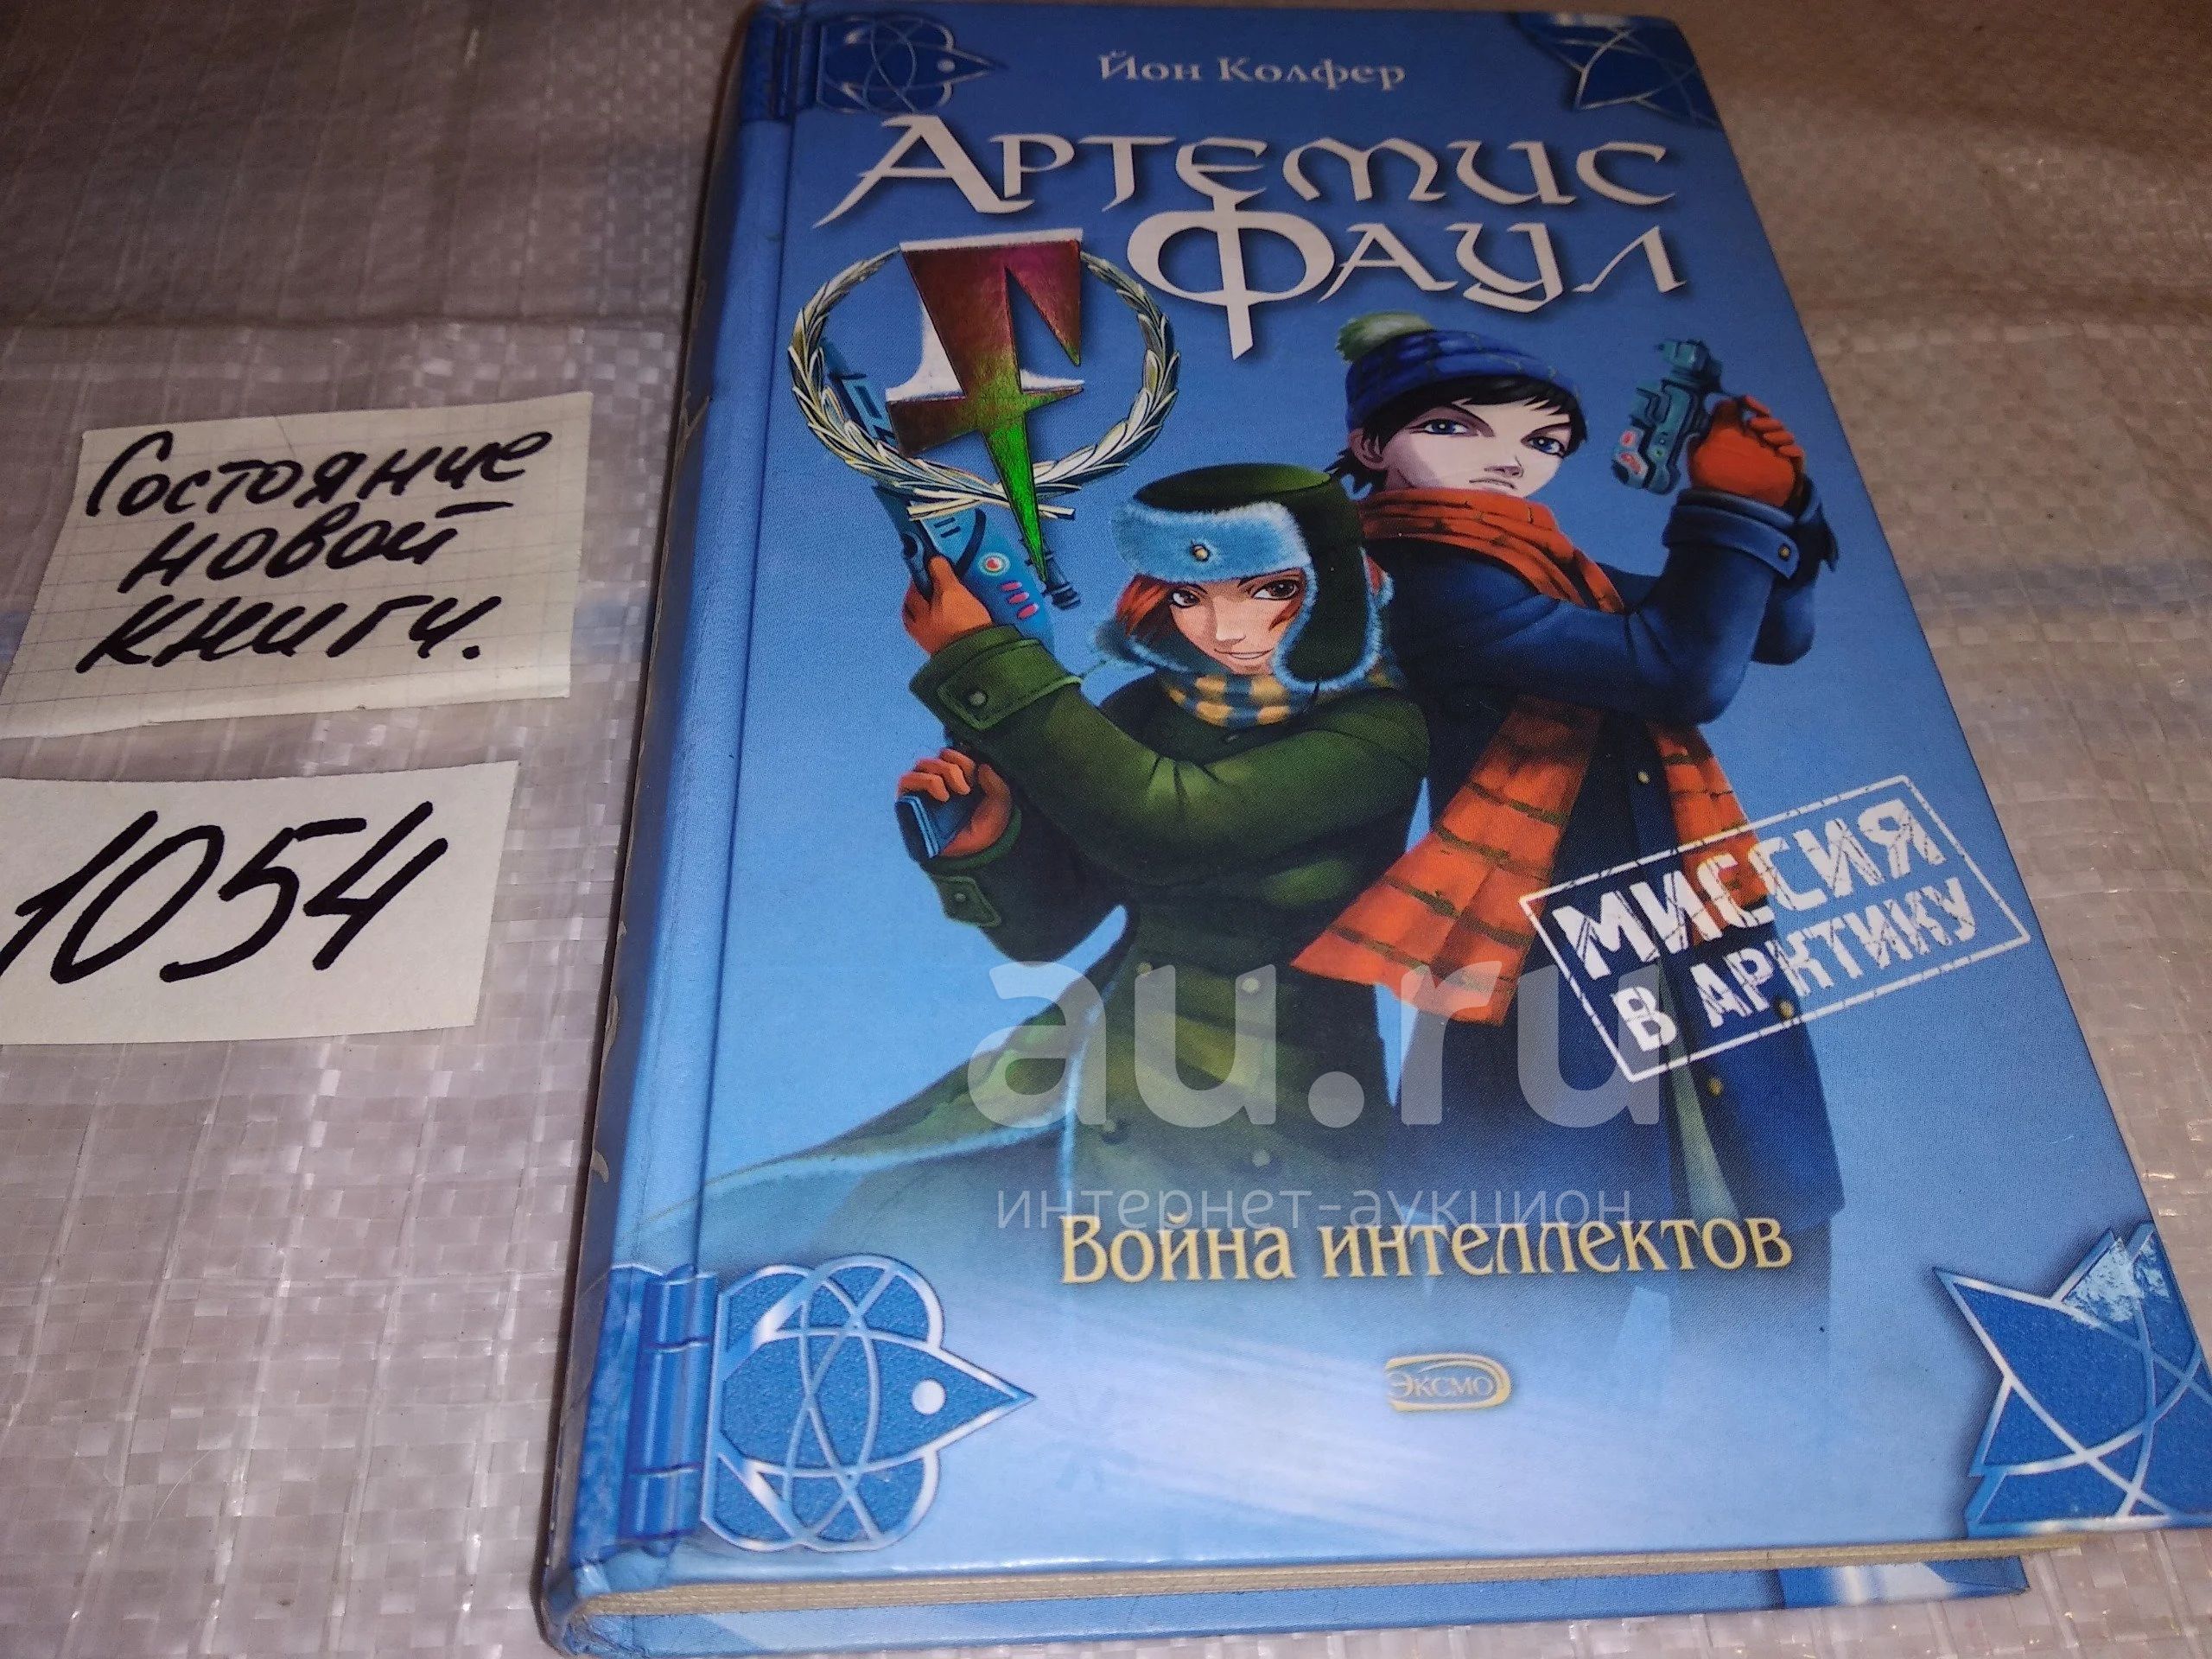 Йон Колфер
Артемис
Фаул
Состояние
новой
книги.
1054
МИССИЯ
В АРКТИКУ
au.ru
интернет-аукцион
Война интеллектов
ЭКСМО